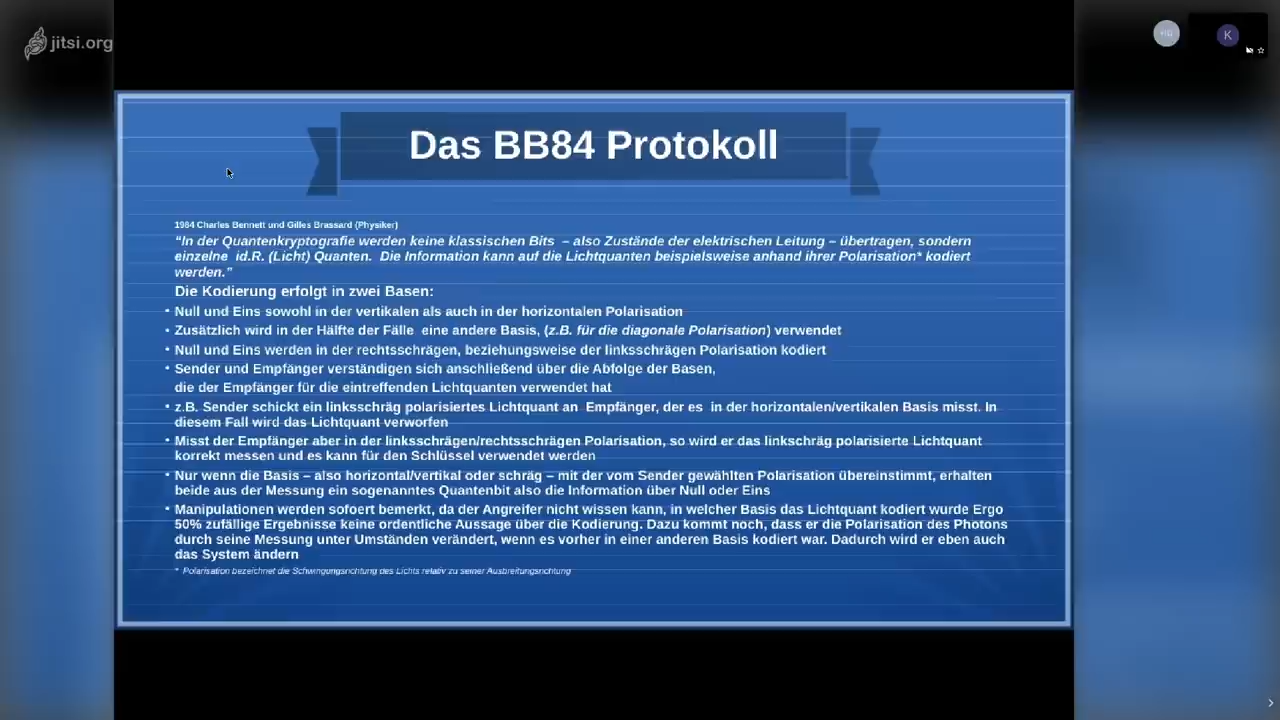 jitsi.org
K
Das BB84 Protokoll
1984 Charles Bennett und Gilles Brassard (Physiker)
“In der Quantenkryptografie werden keine klassischen Bits – also Zustände der elektrischen Leitung – übertragen, sondern
einzelne id.R. (Licht) Quanten. Die Information kann auf die Lichtquanten beispielsweise anhand ihrer Polarisation* kodiert
werden.”
Die Kodierung erfolgt in zwei Basen:
• Null und Eins sowohl in der vertikalen als auch in der horizontalen Polarisation
• Zusätzlich wird in der Hälfte der Fälle eine andere Basis, (z.B. für die diagonale Polarisation) verwendet
• Null und Eins werden in der rechtsschrägen, beziehungsweise der linksschrägen Polarisation kodiert
• Sender und Empfänger verständigen sich anschließend über die Abfolge der Basen,
die der Empfänger für die eintreffenden Lichtquanten verwendet hat
• z.B. Sender schickt ein linksschräg polarisiertes Lichtquant an Empfänger, der es in der horizontalen/vertikalen Basis misst. In
diesem Fall wird das Lichtquant verworfen
• Misst der Empfänger aber in der linksschrägen/rechtsschrägen Polarisation, so wird er das linkschräg polarisierte Lichtquant
korrekt messen und es kann für den Schlüssel verwendet werden
• Nur wenn die Basis – also horizontal/vertikal oder schräg – mit der vom Sender gewählten Polarisation übereinstimmt, erhalten
beide aus der Messung ein sogenanntes Quantenbit also die Information über Null oder Eins
• Manipulationen werden sofoert bemerkt, da der Angreifer nicht wissen kann, in welcher Basis das Lichtquant kodiert wurde Ergo
50% zufällige Ergebnisse keine ordentliche Aussage über die Kodierung. Dazu kommt noch, dass er die Polarisation des Photons
durch seine Messung unter Umständen verändert, wenn es vorher in einer anderen Basis kodiert war. Dadurch wird er eben auch
das System ändern
* Polarisation bezeichnet die Schwingungsrichtung des Lichts relativ zu seiner Ausbreitungsrichtung